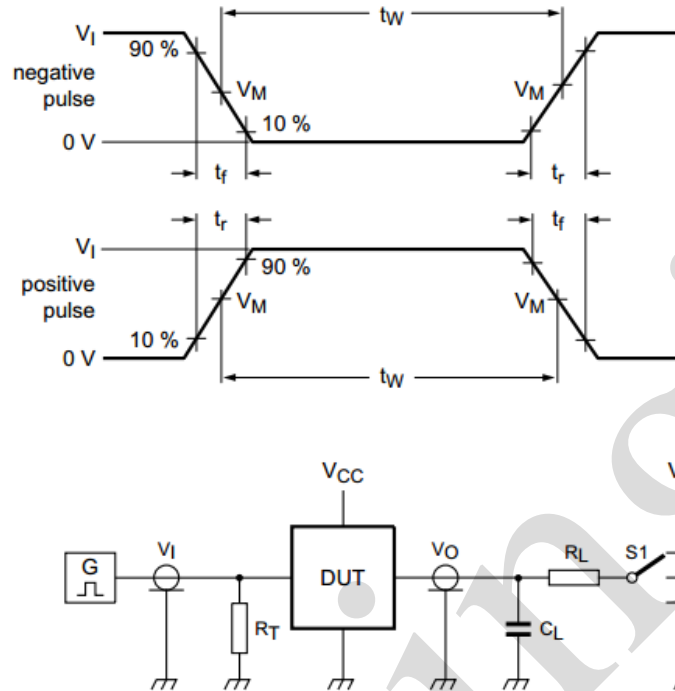 tW
VI
90 %
negative
pulse
VM
VM
10 %
0 V
tf
tr
tr
tf
VI
90 %
positive
pulse
VM
VM
10 %
0 V
tW
VCC
VI
VO
RL
S1
G
DUT
RT
CL